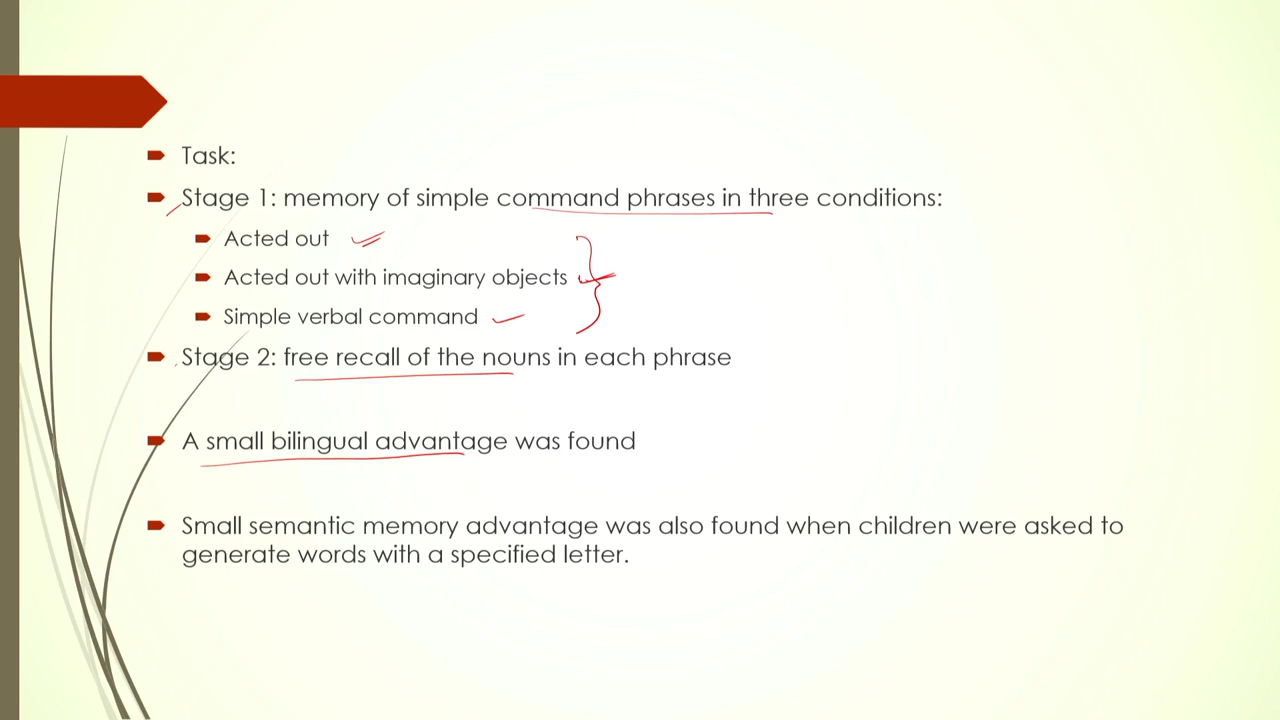 Task:
Stage 1: memory of simple command phrases in three conditions:
Acted out
Acted out with imaginary objects
Simple verbal command
Stage 2: free recall of the nouns in each phrase
A small bilingual advantage was found
Small semantic memory advantage was also found when children were asked to
generate words with a specified letter.